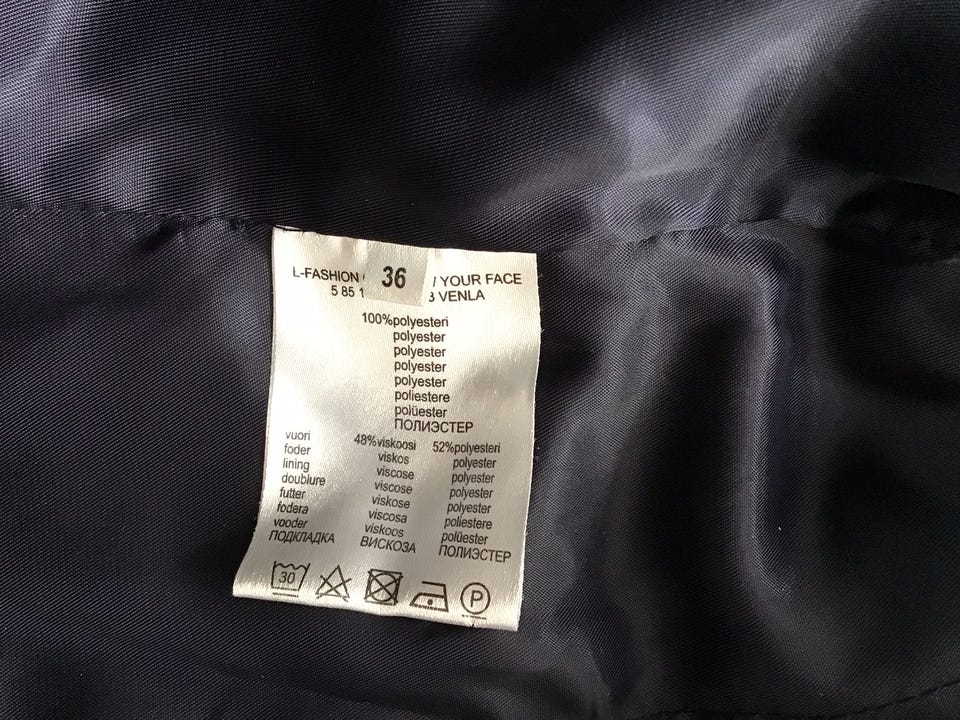 L-FASHION 36 / YOUR FACE
5 85 1 3 VENLA
100%polyesteri
polyester
polyester
polyester
polyester
poliestere
polüester
ПОЛИЭСТЕР
vuori 48%viskoosi 52%polyesteri
foder viskos polyester
lining viscose polyester
doublure viscose polyester
futter viskose polyester
fodera viscosa poliestere
vooder viskoos polüester
ПОДКЛАДКА ВИСКОЗА ПОЛИЭСТЕР
30 P